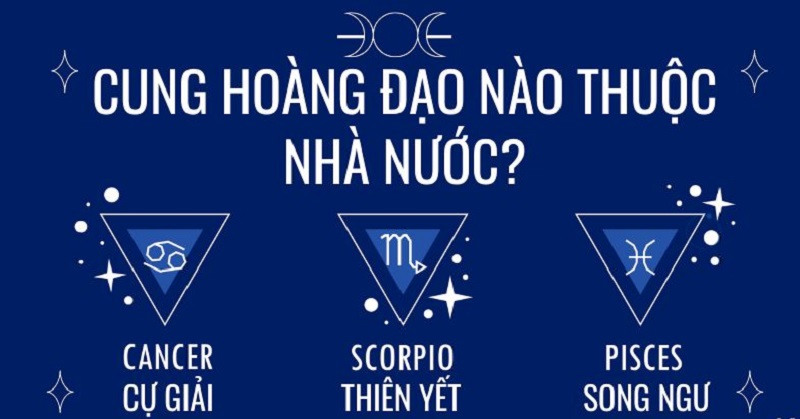 CUNG HOÀNG ĐẠO NÀO THUỘC
NHÀ NƯỚC?
CANCER
CỰ GIẢI
SCORPIO
THIÊN YẾT
PISCES
SONG NGƯ